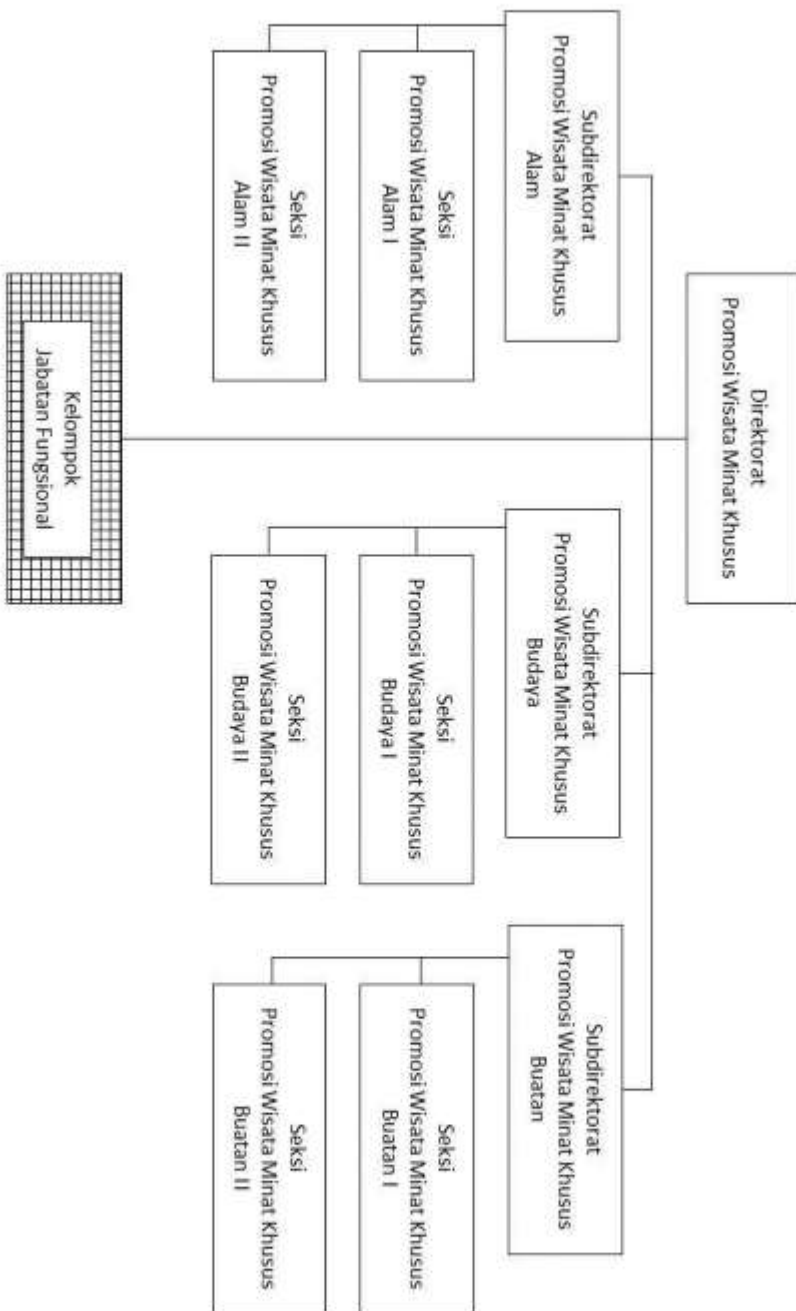 Direktorat
Promosi Wisata Minat Khusus
Subdirektorat
Promosi Wisata Minat Khusus
Alam
Seksi
Promosi Wisata Minat Khusus
Alam I
Seksi
Promosi Wisata Minat Khusus
Alam II
Subdirektorat
Promosi Wisata Minat Khusus
Budaya
Seksi
Promosi Wisata Minat Khusus
Budaya I
Seksi
Promosi Wisata Minat Khusus
Budaya II
Subdirektorat
Promosi Wisata Minat Khusus
Buatan
Seksi
Promosi Wisata Minat Khusus
Buatan I
Seksi
Promosi Wisata Minat Khusus
Buatan II
Kelompok
Jabatan Fungsional